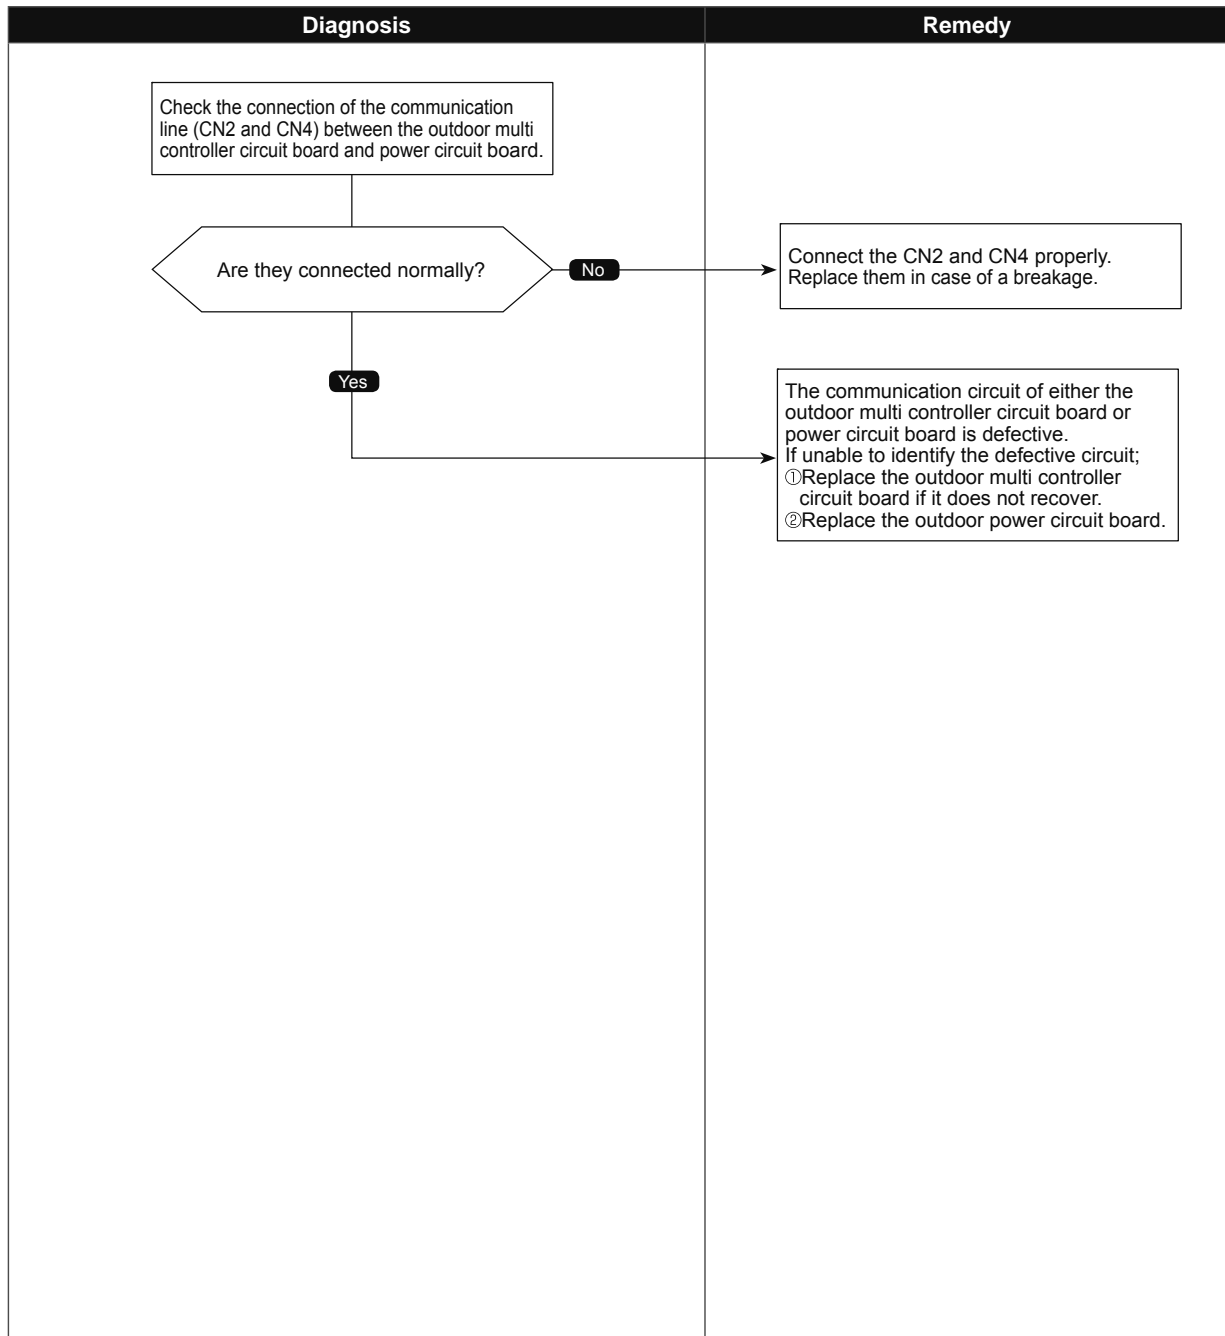 Diagnosis
Remedy
Check the connection of the communication
line (CN2 and CN4) between the outdoor multi
controller circuit board and power circuit board.
Are they connected normally?
No
Connect the CN2 and CN4 properly.
Replace them in case of a breakage.
Yes
The communication circuit of either the
outdoor multi controller circuit board or
power circuit board is defective.
If unable to identify the defective circuit;
①Replace the outdoor multi controller
circuit board if it does not recover.
②Replace the outdoor power circuit board.